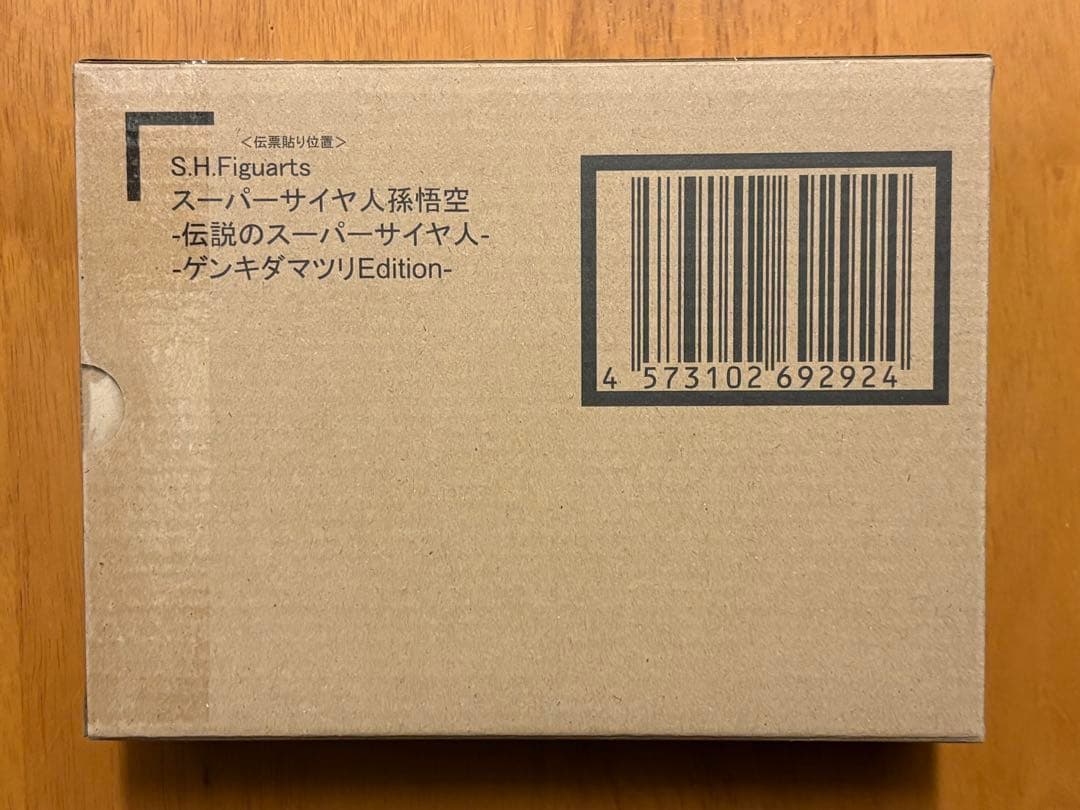 <伝票貼り位置>
S.H.Figuarts
スーパーサイヤ人孫悟空
-伝説のスーパーサイヤ人-
-ゲンキダマツリEdition-
4 573102 692924